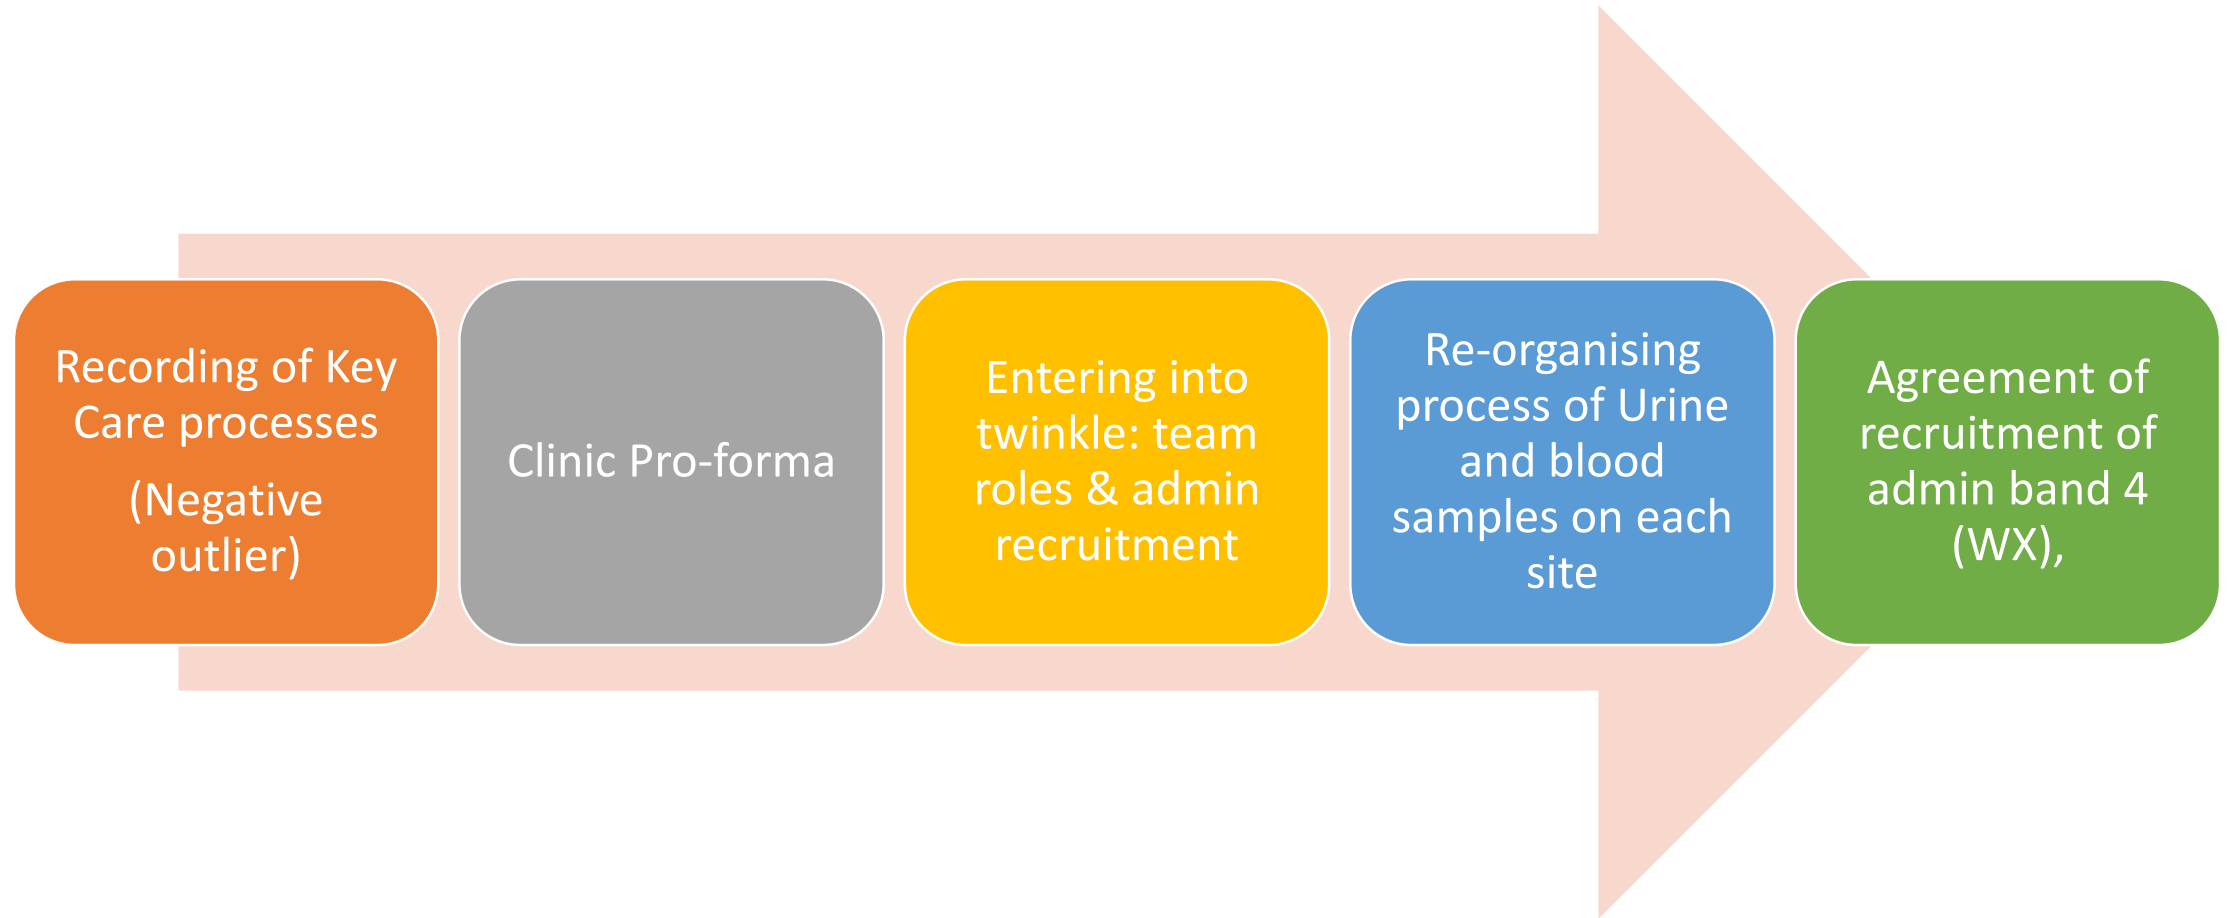 Recording of Key
Care processes
(Negative
outlier)
Clinic Pro-forma
Entering into
twinkle: team
roles & admin
recruitment
Re-organising
process of Urine
and blood
samples on each
site
Agreement of
recruitment of
admin band 4
(WX),